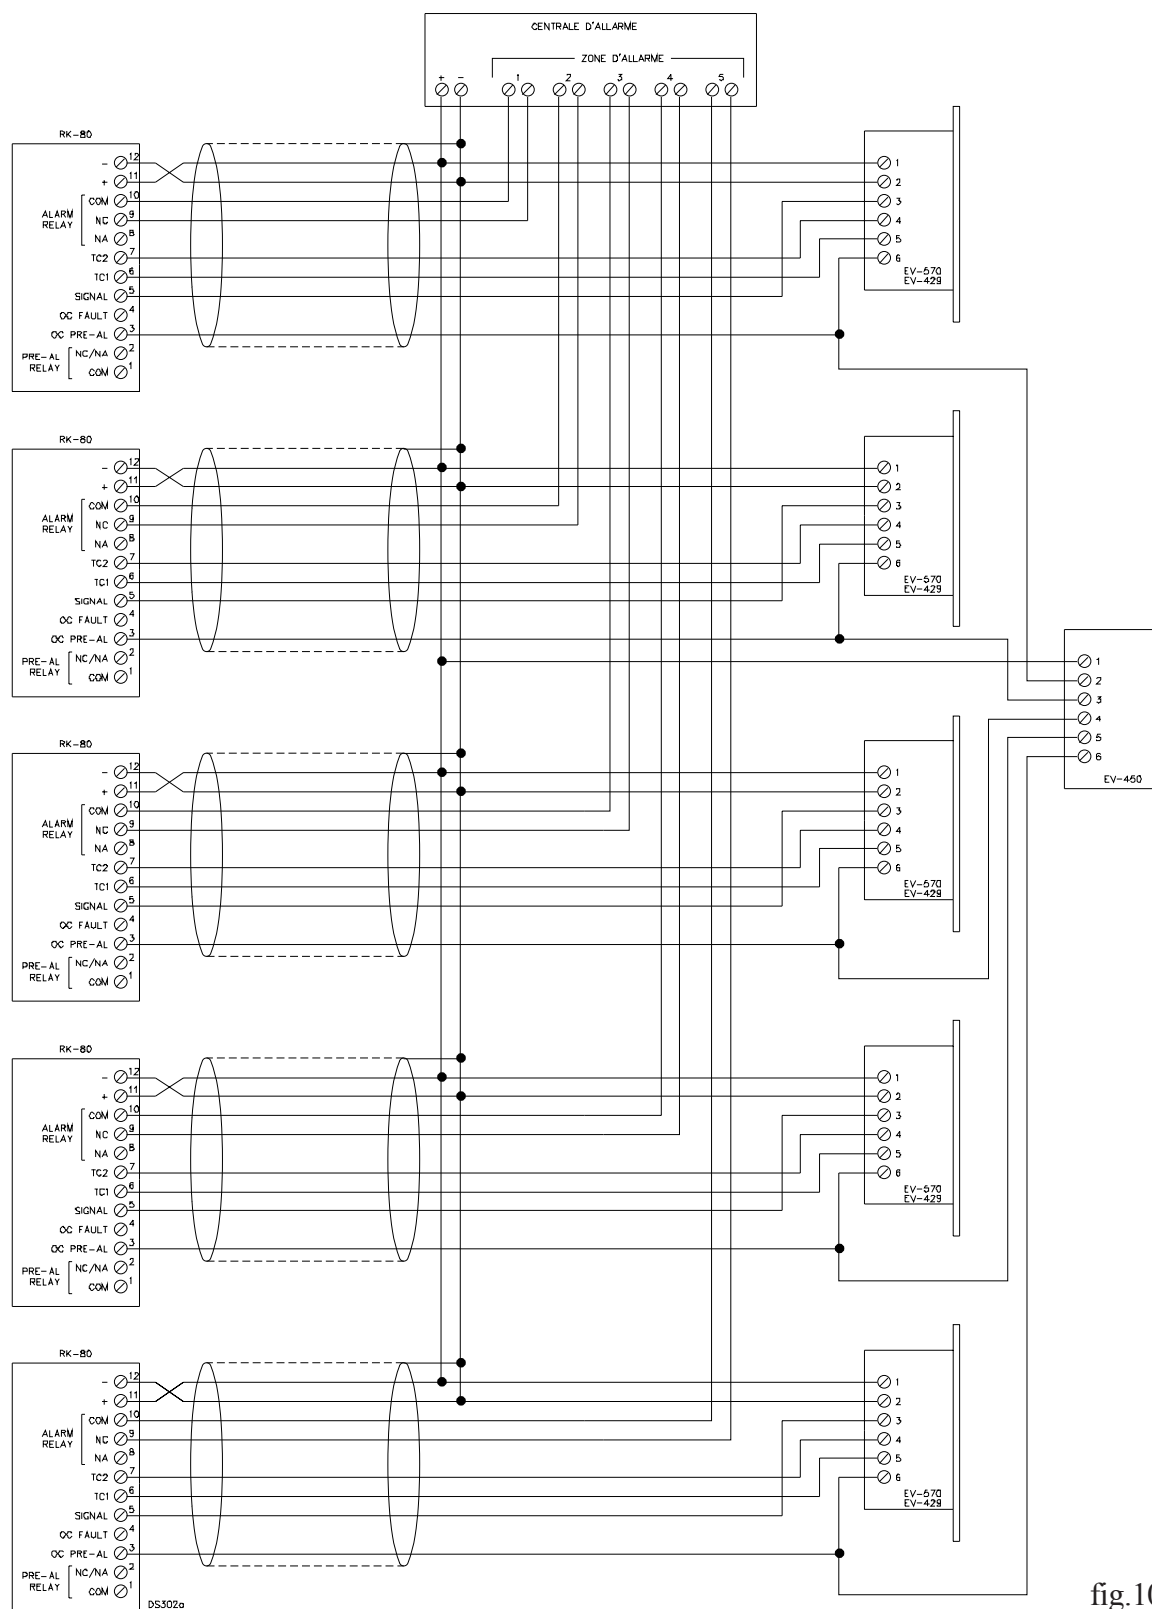 CENTRALE D'ALLARME
ZONE D'ALLARME
+ − 1 2 3 4 5
RK-80
− 12
+ 11
COM 10
ALARM RELAY
NC 9
NA 8
TC2 7
TC1 6
SIGNAL 5
OC FAULT 4
OC PRE-AL 3
PRE-AL RELAY
NC/NA 2
COM 1
1
2
3
4
5
6
EV-570
EV-429
RK-80
− 12
+ 11
COM 10
ALARM RELAY
NC 9
NA 8
TC2 7
TC1 6
SIGNAL 5
OC FAULT 4
OC PRE-AL 3
PRE-AL RELAY
NC/NA 2
COM 1
1
2
3
4
5
6
EV-570
EV-429
1
2
3
4
5
6
EV-450
RK-80
− 12
+ 11
COM 10
ALARM RELAY
NC 9
NA 8
TC2 7
TC1 6
SIGNAL 5
OC FAULT 4
OC PRE-AL 3
PRE-AL RELAY
NC/NA 2
COM 1
1
2
3
4
5
6
EV-570
EV-429
RK-80
− 12
+ 11
COM 10
ALARM RELAY
NC 9
NA 8
TC2 7
TC1 6
SIGNAL 5
OC FAULT 4
OC PRE-AL 3
PRE-AL RELAY
NC/NA 2
COM 1
1
2
3
4
5
6
EV-570
EV-429
RK-80
− 12
+ 11
COM 10
ALARM RELAY
NC 9
NA 8
TC2 7
TC1 6
SIGNAL 5
OC FAULT 4
OC PRE-AL 3
PRE-AL RELAY
NC/NA 2
COM 1
1
2
3
4
5
6
EV-570
EV-429
DS302a
fig.10